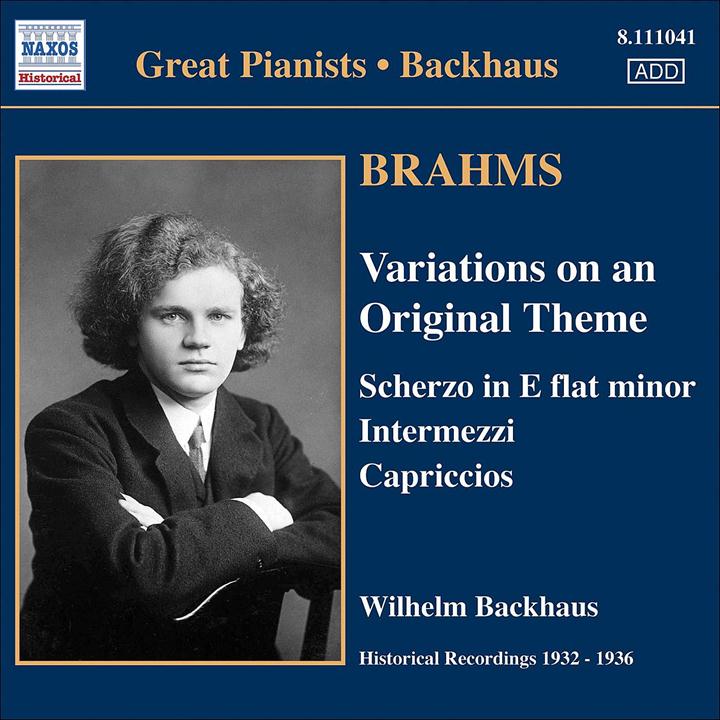 NAXOS
Historical
Great Pianists • Backhaus
8.111041
ADD
BRAHMS
Variations on an
Original Theme
Scherzo in E flat minor
Intermezzi
Capriccios
Wilhelm Backhaus
Historical Recordings 1932 - 1936